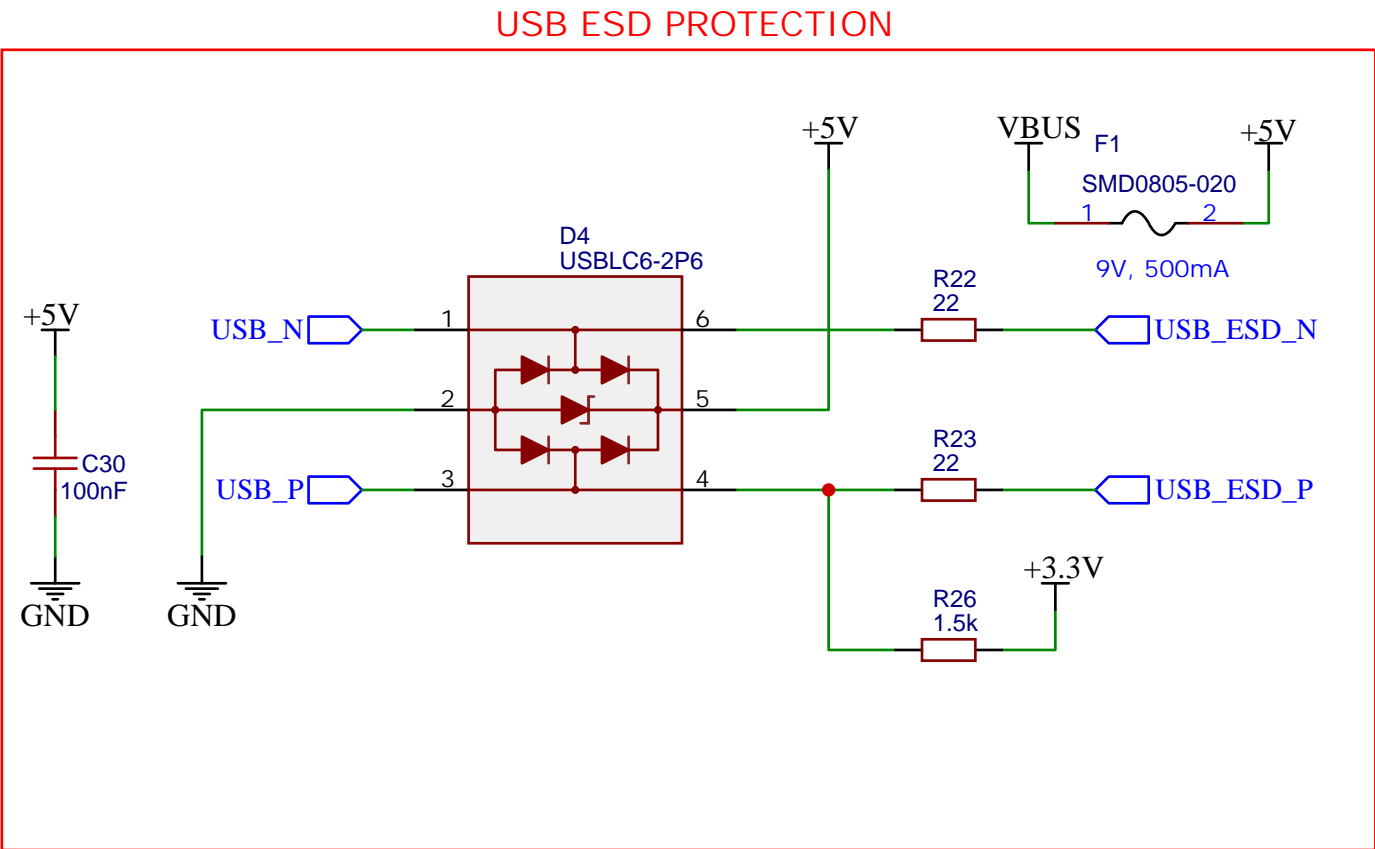 USB ESD PROTECTION
+5V
VBUS
F1
+5V
SMD0805-020
1
2
9V, 500mA
D4
USBLC6-2P6
R22
22
+5V
USB_N
1
6
USB_ESD_N
2
5
R23
22
C30
100nF
USB_P
3
4
USB_ESD_P
GND
GND
+3.3V
R26
1.5k